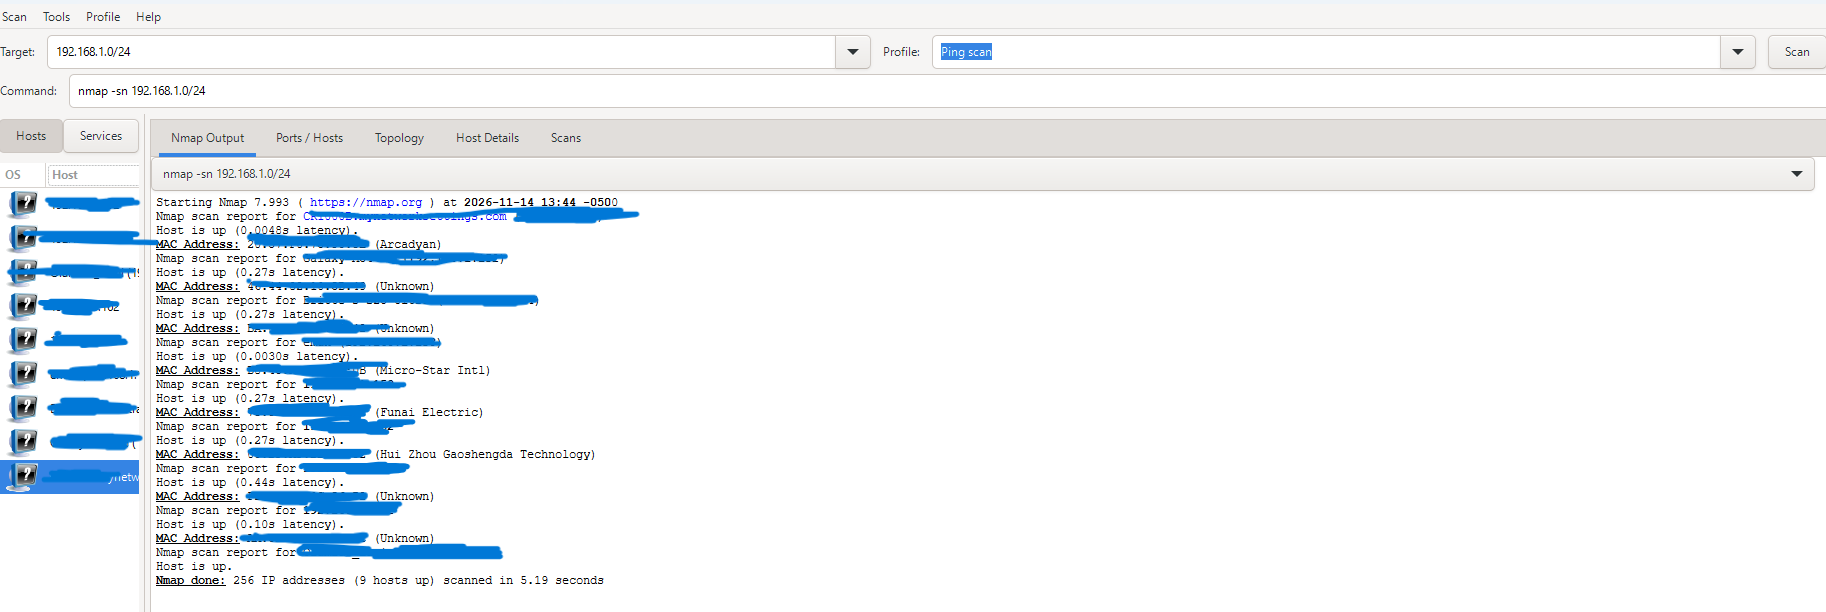 Scan Tools Profile Help
Target: 192.168.1.0/24 Profile: Ping scan Scan
Command: nmap -sn 192.168.1.0/24
Hosts Services Nmap Output Ports / Hosts Topology Host Details Scans
OS Host nmap -sn 192.168.1.0/24
Starting Nmap 7.993 ( https://nmap.org ) at 2026-11-14 13:44 -0500
Nmap scan report for
Host is up (0.0048s latency).
MAC Address: (Arcadyan)
Nmap scan report for
Host is up (0.27s latency).
MAC Address: (Unknown)
Nmap scan report for
Host is up (0.27s latency).
MAC Address: (Unknown)
Nmap scan report for
Host is up (0.0030s latency).
MAC Address: (Micro-Star Intl)
Nmap scan report for
Host is up (0.27s latency).
MAC Address: (Funai Electric)
Nmap scan report for
Host is up (0.27s latency).
MAC Address: (Hui Zhou Gaoshengda Technology)
Nmap scan report for
Host is up (0.44s latency).
MAC Address: (Unknown)
Nmap scan report for
Host is up (0.10s latency).
MAC Address: (Unknown)
Nmap scan report for
Host is up.
Nmap done: 256 IP addresses (9 hosts up) scanned in 5.19 seconds